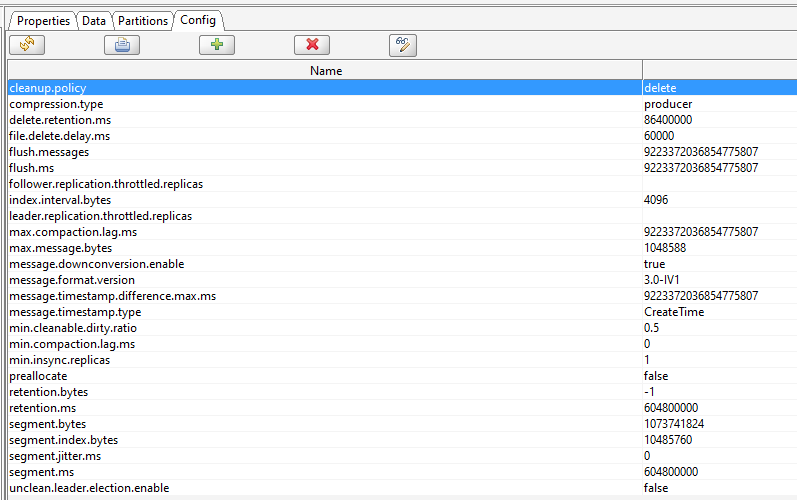 Properties Data Partitions Config
Name
cleanup.policy delete
compression.type producer
delete.retention.ms 86400000
file.delete.delay.ms 60000
flush.messages 9223372036854775807
flush.ms 9223372036854775807
follower.replication.throttled.replicas
index.interval.bytes 4096
leader.replication.throttled.replicas
max.compaction.lag.ms 9223372036854775807
max.message.bytes 1048588
message.downconversion.enable true
message.format.version 3.0-IV1
message.timestamp.difference.max.ms 9223372036854775807
message.timestamp.type CreateTime
min.cleanable.dirty.ratio 0.5
min.compaction.lag.ms 0
min.insync.replicas 1
preallocate false
retention.bytes -1
retention.ms 604800000
segment.bytes 1073741824
segment.index.bytes 10485760
segment.jitter.ms 0
segment.ms 604800000
unclean.leader.election.enable false